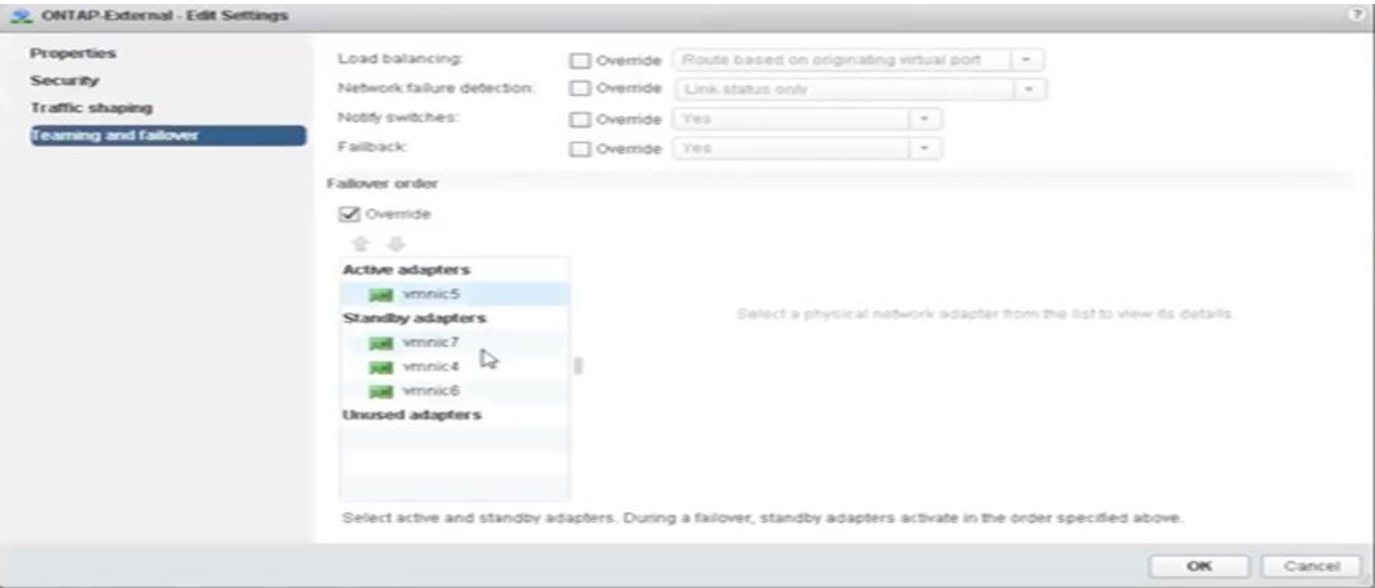 ONTAP-External - Edit Settings
?
Properties
Security
Traffic shaping
Teaming and failover
Load balancing: Override Route based on originating virtual port
Network failure detection: Override Link status only
Notify switches: Override Yes
Failback: Override Yes
Failover order
Override
Active adapters
vmnic5
Standby adapters
vmnic7
vmnic4
vmnic6
Unused adapters
Select a physical network adapter from the list to view its details.
Select active and standby adapters. During a failover, standby adapters activate in the order specified above.
OK Cancel